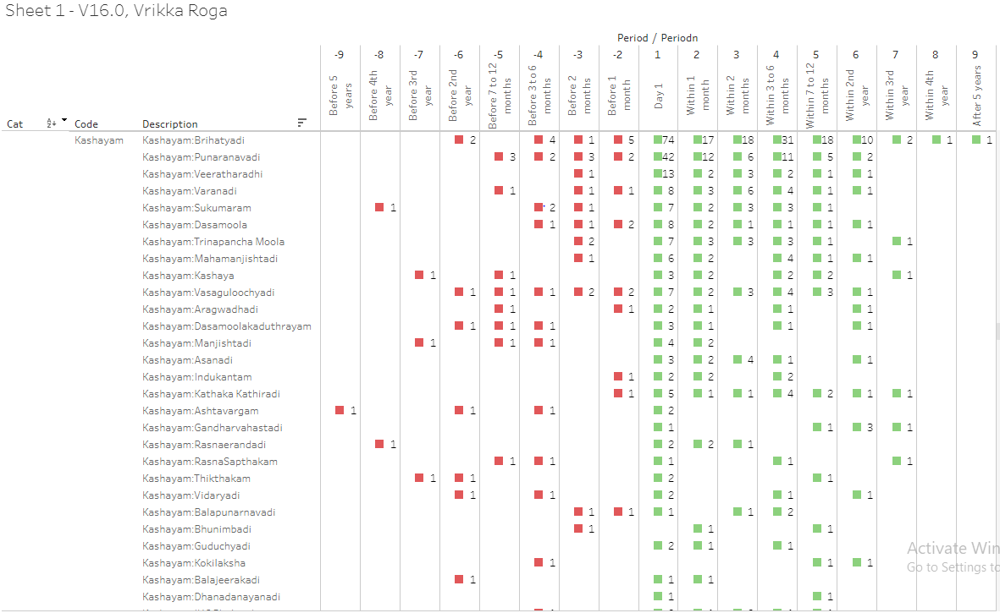 Sheet 1 - V16.0, Vrikka Roga
Period / Periodn
-9 -8 -7 -6 -5 -4 -3 -2 1 2 3 4 5 6 7 8 9
Cat Code Description Before 5 years Before 4th year Before 3rd year Before 2nd year Before 7 to 12 months Before 3 to 6 months Before 2 months Before 1 month Day 1 Within 1 month Within 2 months Within 3 to 6 months Within 7 to 12 months Within 2nd year Within 3rd year Within 4th year After 5 years
Kashayam Kashayam:Brihatyadi 2 4 1 5 74 17 18 31 18 10 2 1 1
Kashayam:Punaranavadi 3 2 3 2 42 12 6 11 5 2
Kashayam:Veeratharadhi 1 13 2 3 2 1 1
Kashayam:Varanadi 1 1 1 8 3 6 4 1 1
Kashayam:Sukumaram 1 2 1 7 2 3 3 1
Kashayam:Dasamoola 1 1 2 8 2 1 1 1 1
Kashayam:Trinapancha Moola 2 7 3 3 3 1 1
Kashayam:Mahamanjishtadi 1 6 2 4 1 1
Kashayam:Kashaya 1 1 3 2 2 2 1
Kashayam:Vasaguloochyadi 1 1 1 2 2 7 2 3 4 3 1
Kashayam:Aragwadhadi 1 1 2 1 1 1
Kashayam:Dasamoolakaduthrayam 1 1 1 3 1 1 1
Kashayam:Manjishtadi 1 1 1 4 2
Kashayam:Asanadi 3 2 4 1 1
Kashayam:Indukantam 1 2 2 2
Kashayam:Kathaka Kathiradi 1 5 1 1 4 2 1 1
Kashayam:Ashtavargam 1 1 1 2
Kashayam:Gandharvahastadi 1 1 3 1
Kashayam:Rasnaerandadi 1 2 2 1
Kashayam:RasnaSapthakam 1 1 1 1 1
Kashayam:Thikthakam 1 1 2 1
Kashayam:Vidaryadi 1 1 2 1 1
Kashayam:Balapunarnavadi 1 1 1 1 2
Kashayam:Bhunimbadi 1 1 1
Kashayam:Guduchyadi 2 1 1
Kashayam:Kokilaksha 1 1 1
Kashayam:Balajeerakadi 1 1 1
Kashayam:Dhanadanayanadi 1 1
Activate Win
Go to Settings to